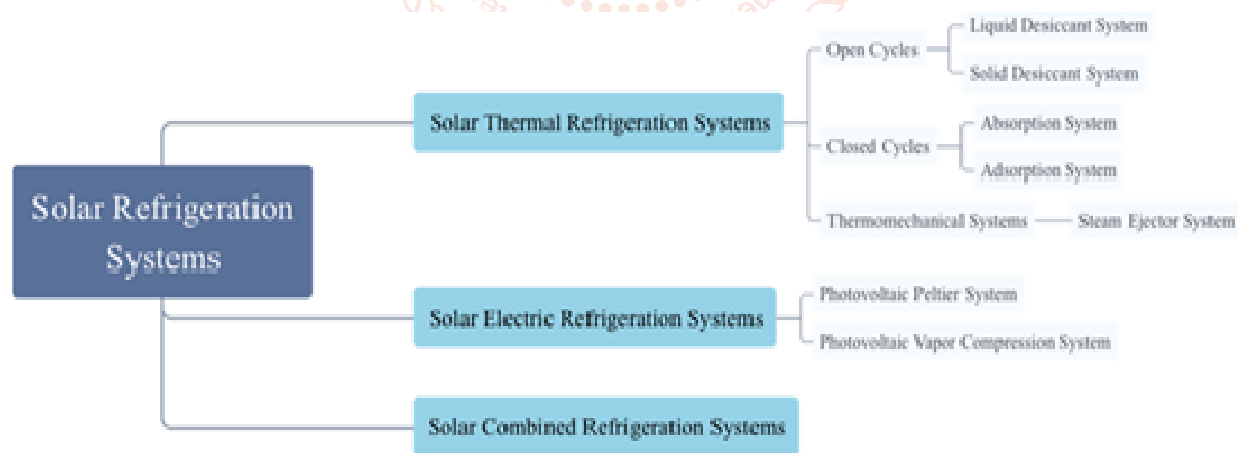 Solar Refrigeration
Systems
Solar Thermal Refrigeration Systems
Open Cycles
Liquid Desiccant System
Solid Desiccant System
Closed Cycles
Absorption System
Adsorption System
Thermomechanical Systems
Steam Ejector System
Solar Electric Refrigeration Systems
Photovoltaic Peltier System
Photovoltaic Vapor Compression System
Solar Combined Refrigeration Systems